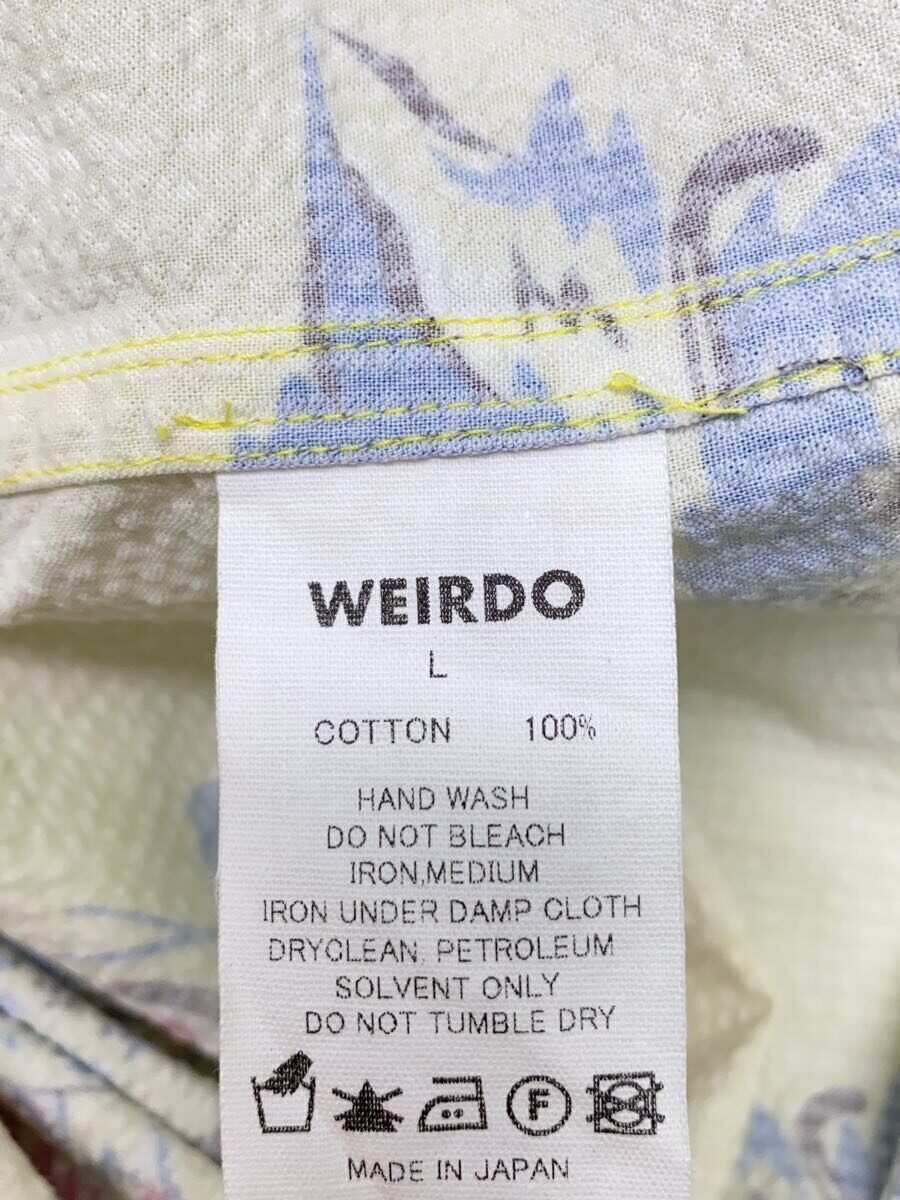 WEIRDO
L
COTTON 100%
HAND WASH
DO NOT BLEACH
IRON,MEDIUM
IRON UNDER DAMP CLOTH
DRYCLEAN, PETROLEUM
SOLVENT ONLY
DO NOT TUMBLE DRY
F
MADE IN JAPAN